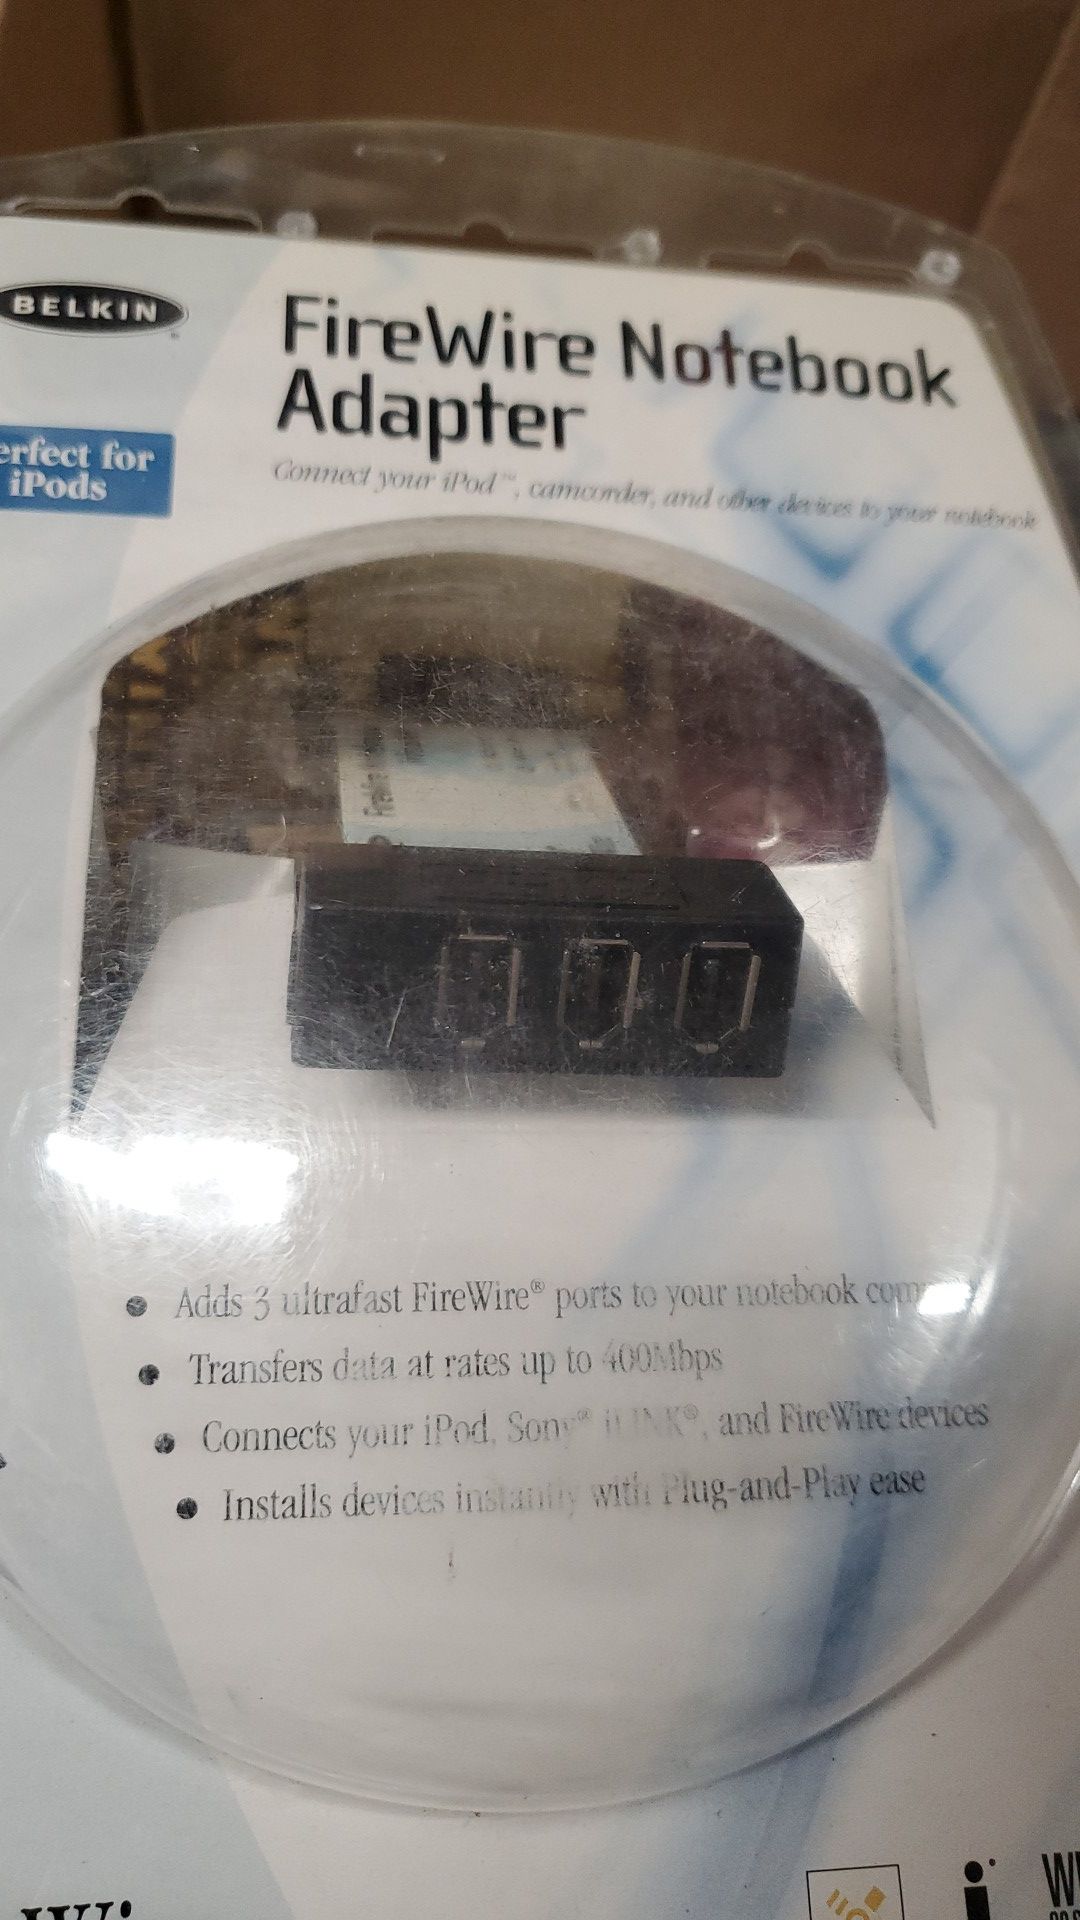 BELKIN
FireWire Notebook
Adapter
Connect your iPod™, camcorder, and other devices to your notebook
erfect for
iPods
Adds 3 ultrafast FireWire® ports to your notebook com
Transfers data at rates up to 400Mbps
Connects your iPod, Sony® iLINK®, and FireWire devices
Installs devices instantly with Plug-and-Play ease